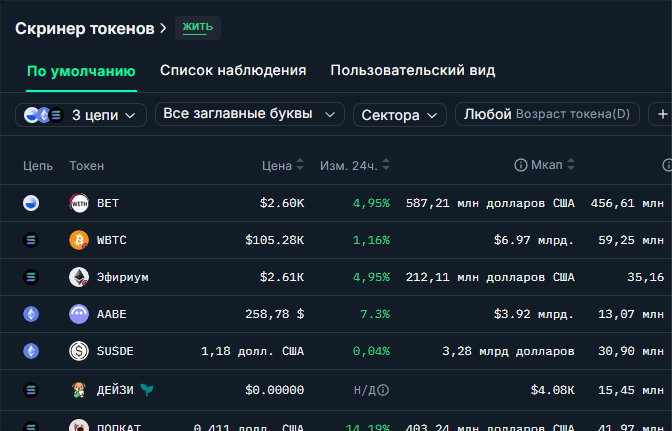 Скринер токенов > ЖИТЬ
По умолчанию Список наблюдения Пользовательский вид
3 цепи Все заглавные буквы Сектора Любой Возраст токена(D) +
Цепь Токен Цена Изм. 24ч. Мкап
WETH ВЕТ $2.60K 4,95% 587,21 млн долларов США 456,61 млн
WBTC $105.28K 1,16% $6.97 млрд. 59,25 млн
Эфириум $2.61K 4,95% 212,11 млн долларов США 35,16
ААВЕ 258,78 $ 7.3% $3.92 млрд. 13,07 млн
SUSDE 1,18 долл. США 0,04% 3,28 млрд долларов 30,90 млн
ДЕЙЗИ $0.00000 Н/Д $4.08K 15,45 млн
ПОПКАТ 0,411 долл. США 14,19% 403,24 млн долларов США 41,97 млн